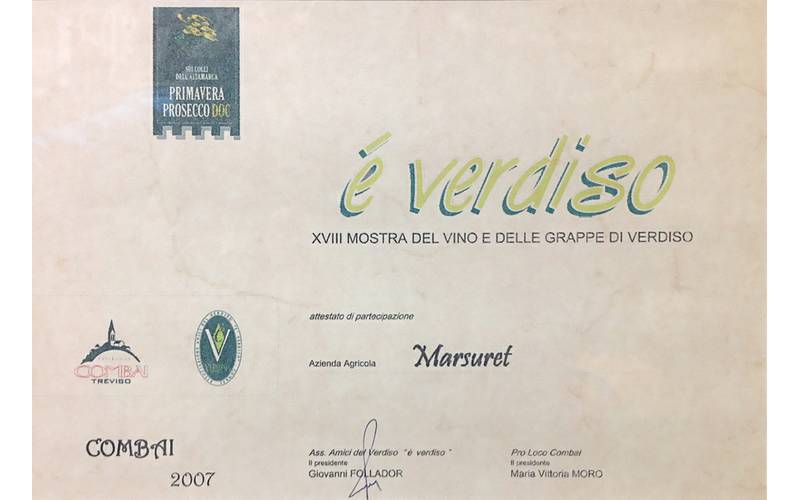 SUI COLLI
DELL'ALTAMARCA
PRIMAVERA
PROSECCO DOC
é verdiso
XVIII MOSTRA DEL VINO E DELLE GRAPPE DI VERDISO
attestato di partecipazione
Azienda Agricola Marsuret
COMBAI
TREVISO
V
COMBAI
2007
Ass. Amici del Verdiso "é verdiso"
Il presidente
Giovanni FOLLADOR
Pro Loco Combai
Il presidente
Maria Vittoria MORO